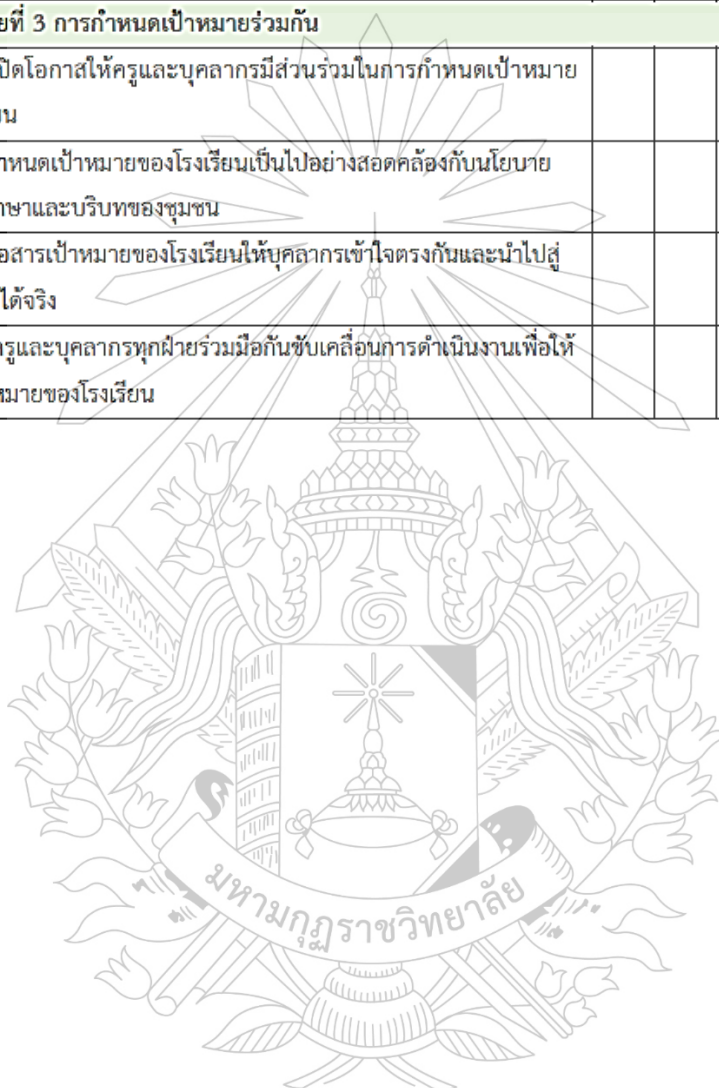 ยที่ 3 การกำหนดเป้าหมายร่วมกัน
ปิดโอกาสให้ครูและบุคลากรมีส่วนร่วมในการกำหนดเป้าหมาย
ยน
ำหนดเป้าหมายของโรงเรียนเป็นไปอย่างสอดคล้องกับนโยบาย
าษาและบริบทของชุมชน
อสารเป้าหมายของโรงเรียนให้บุคลากรเข้าใจตรงกันและนำไปสู่
ได้จริง
รูและบุคลากรทุกฝ่ายร่วมมือกันขับเคลื่อนการดำเนินงานเพื่อให้
หมายของโรงเรียน
มหามกุฏราชวิทยาลัย